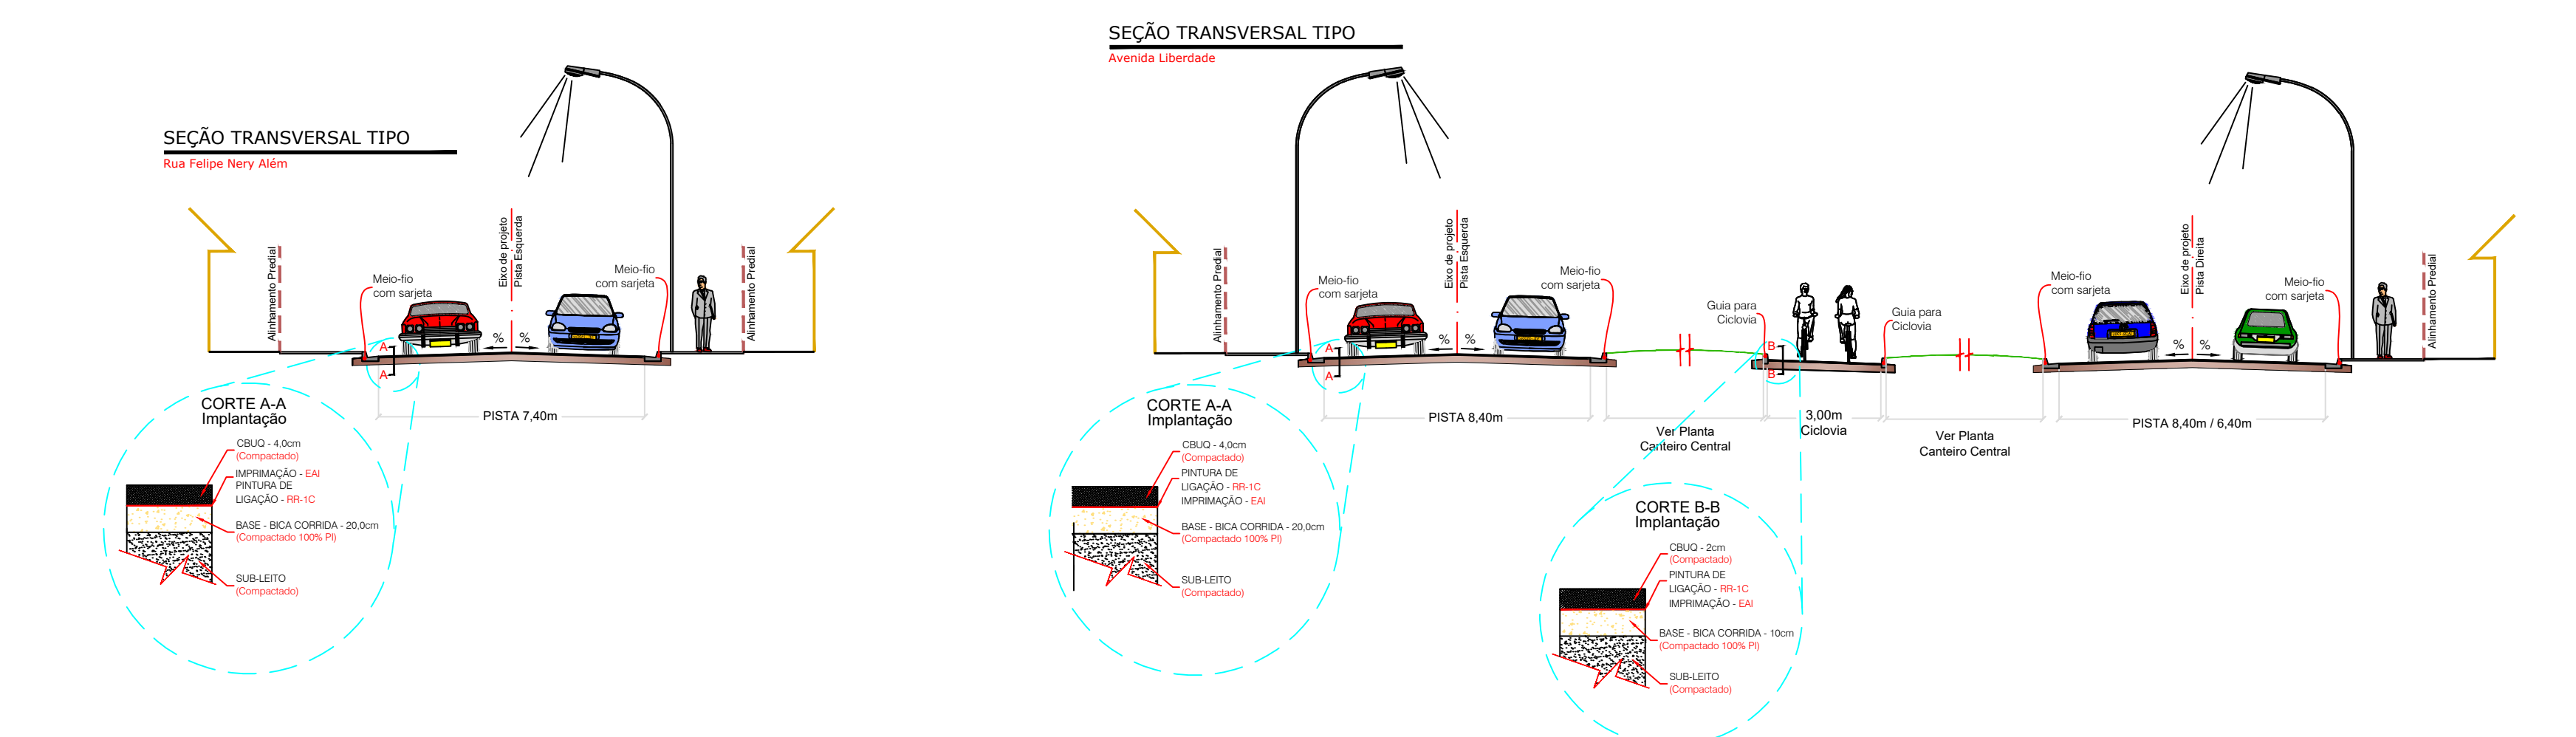 SEÇÃO TRANSVERSAL TIPO
Rua Felipe Nery Além
Alinhamento Predial
Meio-fio
com sarjeta
Eixo de projeto
Pista Esquerda
Meio-fio
com sarjeta
Alinhamento Predial
% %
A
A
PISTA 7,40m
CORTE A-A
Implantação
CBUQ - 4,0cm
(Compactado)
IMPRIMAÇÃO - EAI
PINTURA DE
LIGAÇÃO - RR-1C
BASE - BICA CORRIDA - 20,0cm
(Compactado 100% PI)
SUB-LEITO
(Compactado)
SEÇÃO TRANSVERSAL TIPO
Avenida Liberdade
Alinhamento Predial
Meio-fio
com sarjeta
Eixo de projeto
Pista Esquerda
Meio-fio
com sarjeta
Guia para
Ciclovia
Guia para
Ciclovia
Meio-fio
com sarjeta
Eixo de projeto
Pista Direita
Meio-fio
com sarjeta
Alinhamento Predial
% %
% %
A
A
B
B
PISTA 8,40m
Ver Planta
Canteiro Central
3,00m
Ciclovia
Ver Planta
Canteiro Central
PISTA 8,40m / 6,40m
CORTE A-A
Implantação
CBUQ - 4,0cm
(Compactado)
PINTURA DE
LIGAÇÃO - RR-1C
IMPRIMAÇÃO - EAI
BASE - BICA CORRIDA - 20,0cm
(Compactado 100% PI)
SUB-LEITO
(Compactado)
CORTE B-B
Implantação
CBUQ - 2cm
(Compactado)
PINTURA DE
LIGAÇÃO - RR-1C
IMPRIMAÇÃO - EAI
BASE - BICA CORRIDA - 10cm
(Compactado 100% PI)
SUB-LEITO
(Compactado)